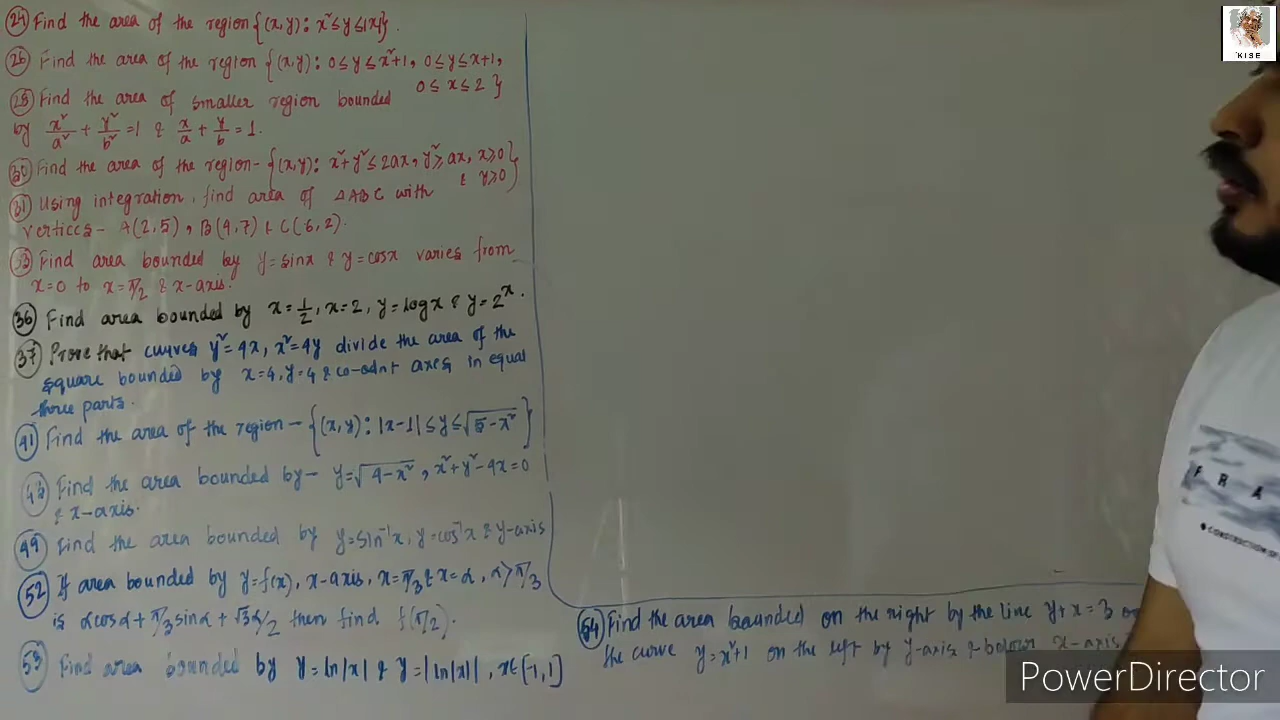 24 Find the area of the region {(x,y): x² ≤ y ≤ |x|}.
26 Find the area of the region {(x,y): 0 ≤ y ≤ x²+1, 0 ≤ y ≤ x+1,
0 ≤ x ≤ 2}
28 Find the area of smaller region bounded
by x²/a² + y²/b² = 1 & x/a + y/b = 1.
30 Find the area of the region- {(x,y): x²+y² ≤ 2ax, y² ≥ ax, x ≥ 0
& y ≥ 0}
31 Using integration, find area of △ABC with
vertices- A(2,5), B(4,7) & C(6,2).
Find area bounded by y=sinx & y=cosx varies from
x=0 to x=π/2 & x-axis.
36 Find area bounded by x=1/2, x=2, y=logx & y=2ˣ.
37 Prove that curves y²=4x, x²=4y divide the area of the
square bounded by x=4, y=4 & co-odnt axes in equal
three parts.
41 Find the area of the region - {(x,y): |x-1| ≤ y ≤ √5-x²}
Find the area bounded by- y=√4-x², x²+y²-4x=0
& x-axis.
49 Find the area bounded by y=sin⁻¹x, y=cos⁻¹x & y-axis
52 If area bounded by y=f(x), x-axis, x=π/3 & x=α, α>π/3
is αcosα+π/3 sinα+√3α/2 then find f(π/2).
53 Find area bounded by y=ln|x| & y=|ln|x||, x∈[-1,1]
54 Find the area bounded on the right by the line y+x=3 on
the curve y=x²+1 on the left by y-axis & below x-axis
KISE
FRA
CONSTRUCTION
PowerDirector